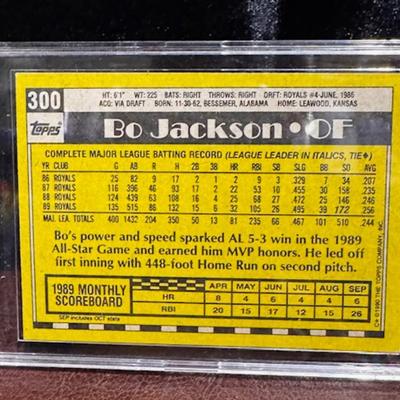 300
HT: 6'1" WT: 225 BATS: RIGHT THROWS: RIGHT DRFT: ROYALS #4-JUNE, 1986
ACQ: VIA DRAFT BORN: 11-30-62, BESSEMER, ALABAMA HOME: LEAWOOD, KANSAS
Topps
Bo Jackson • OF
COMPLETE MAJOR LEAGUE BATTING RECORD (LEAGUE LEADER IN ITALICS, TIE♦)
YR CLUB G AB R H 2B 3B HR RBI SB SLG BB SO AVG
86 ROYALS 25 82 9 17 2 1 2 9 3 .329 7 34 .207
87 ROYALS 116 396 46 93 17 2 22 53 10 .455 30 158 .235
88 ROYALS 124 439 63 108 16 4 25 68 27 .472 25 146 .246
89 ROYALS 135 515 86 132 15 6 32 105 26 .495 39 172 .256
MAJ. LEA. TOTALS 400 1432 204 350 50 13 81 235 66 .464 101 510 .244
Bo's power and speed sparked AL 5-3 win in the 1989
All-Star Game and earned him MVP honors. He led off
first inning with 448-foot Home Run on second pitch.
1989 MONTHLY
SCOREBOARD
APR MAY JUN JUL AUG SEP
HR 8 4 6 4 4 6
RBI 20 15 17 12 15 26
SEP includes OCT stats
©1990 THE TOPPS COMPANY, INC.